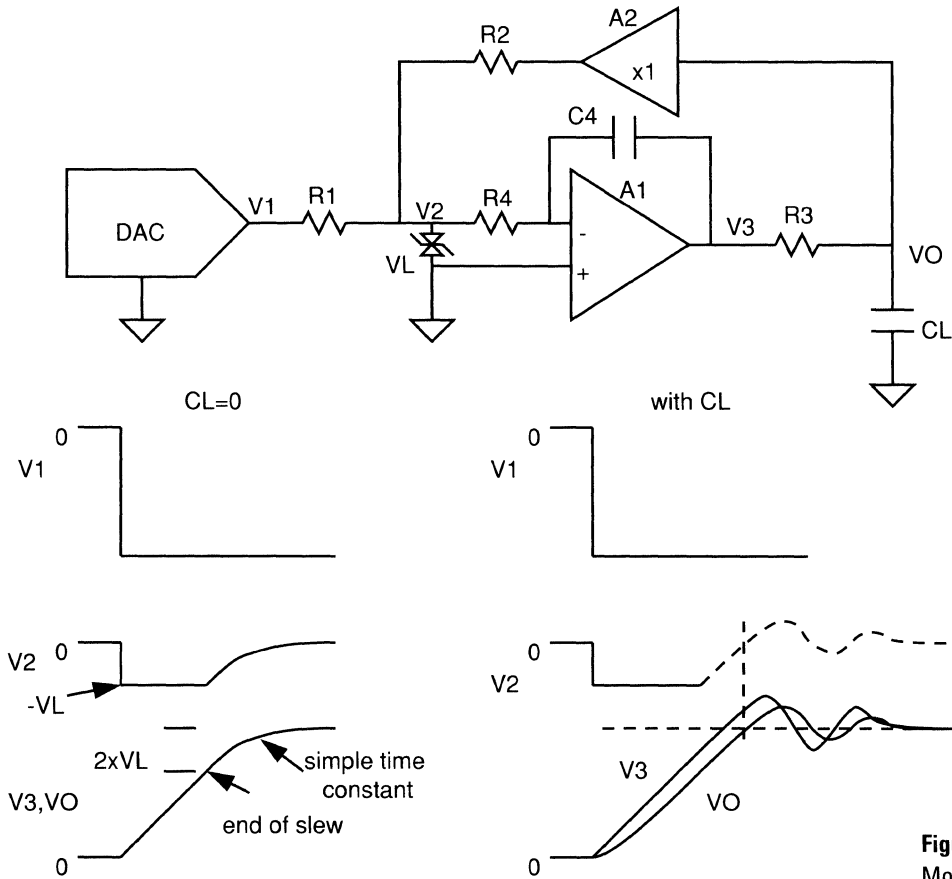 A2
R2
x1
C4
V1
R1
V2
R4
A1
DAC
V3
R3
-
VL
+
VO
CL
CL=0
with CL
0
V1
0
V1
0
V2
-VL
0
V2
2xVL
simple time
constant
V3,VO
end of slew
0
V3
VO
0
Fig
Mo